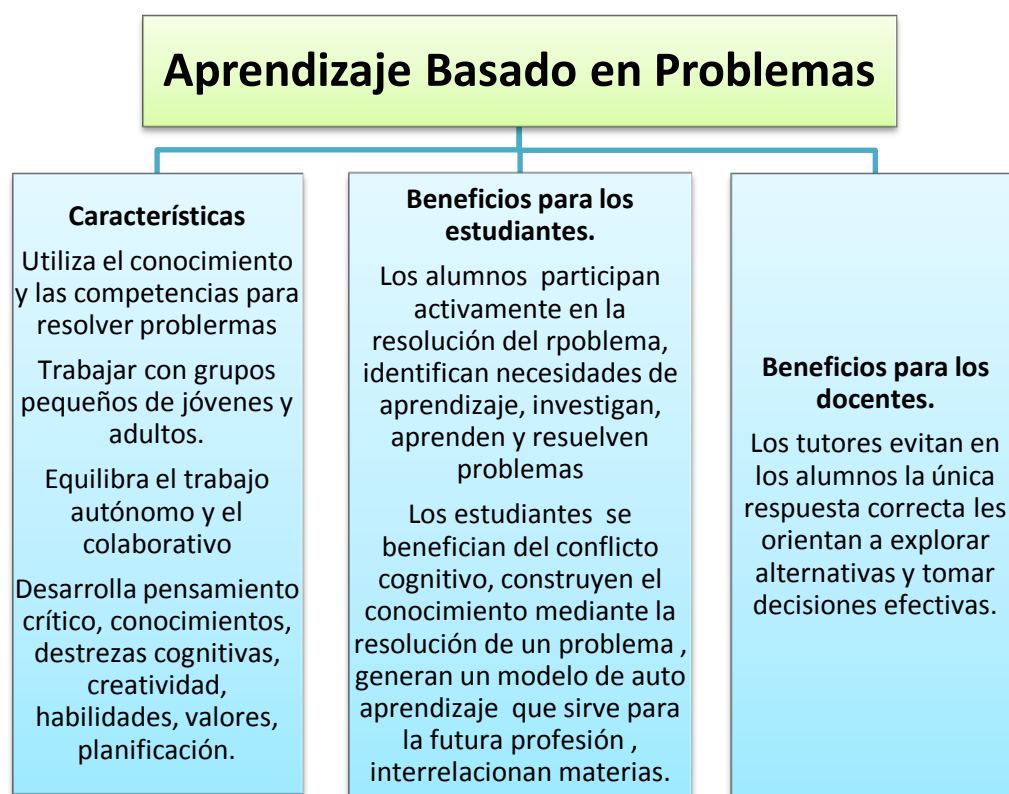 Aprendizaje Basado en Problemas
Características
Utiliza el conocimiento
y las competencias para
resolver problermas
Trabajar con grupos
pequeños de jóvenes y
adultos.
Equilibra el trabajo
autónomo y el
colaborativo
Desarrolla pensamiento
crítico, conocimientos,
destrezas cognitivas,
creatividad,
habilidades, valores,
planificación.
Beneficios para los
estudiantes.
Los alumnos participan
activamente en la
resolución del rpoblema,
identifican necesidades de
aprendizaje, investigan,
aprenden y resuelven
problemas
Los estudiantes se
benefician del conflicto
cognitivo, construyen el
conocimiento mediante la
resolución de un problema ,
generan un modelo de auto
aprendizaje que sirve para
la futura profesión ,
interrelacionan materias.
Beneficios para los
docentes.
Los tutores evitan en
los alumnos la única
respuesta correcta les
orientan a explorar
alternativas y tomar
decisiones efectivas.